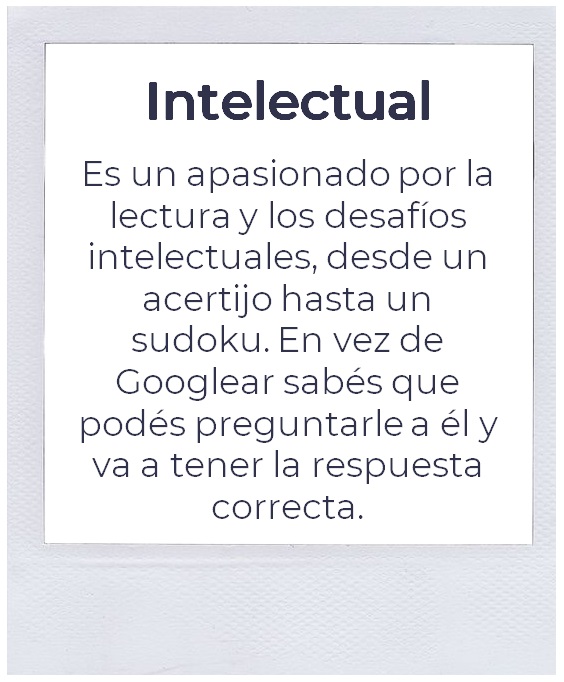 Intelectual
Es un apasionado por la
lectura y los desafíos
intelectuales, desde un
acertijo hasta un
sudoku. En vez de
Googlear sabés que
podés preguntarle a él y
va a tener la respuesta
correcta.